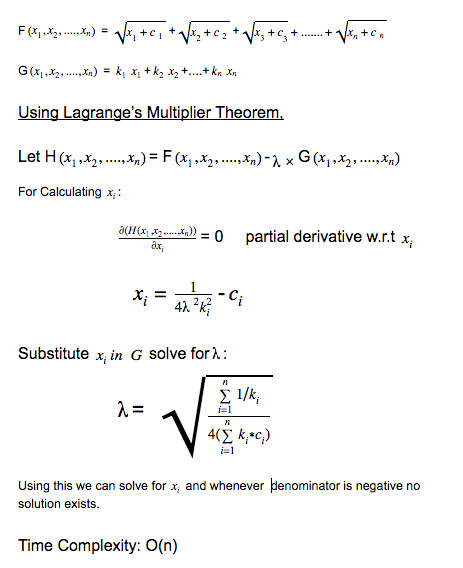 F(x₁,x₂,.....,xₙ) = √(x₁ + c₁) + √(x₂ + c₂) + √(x₃ + c₃) + ....... + √(xₙ + cₙ)
G(x₁,x₂,.....,xₙ) = k₁ x₁ + k₂ x₂ +....+ kₙ xₙ
Using Lagrange's Multiplier Theorem,
Let H(x₁,x₂,.....,xₙ) = F(x₁,x₂,.....,xₙ) - λ × G(x₁,x₂,.....,xₙ)
For Calculating xᵢ:
∂(H(x₁,x₂,.....,xₙ))/∂xᵢ = 0 partial derivative w.r.t xᵢ
xᵢ = 1/(4λ²kᵢ²) - cᵢ
Substitute xᵢ in G solve for λ:
λ = √((∑ᵢ₌₁ⁿ 1/kᵢ)/(4(∑ᵢ₌₁ⁿ kᵢ*cᵢ)))
Using this we can solve for xᵢ and whenever denominator is negative no
solution exists.
Time Complexity: O(n)